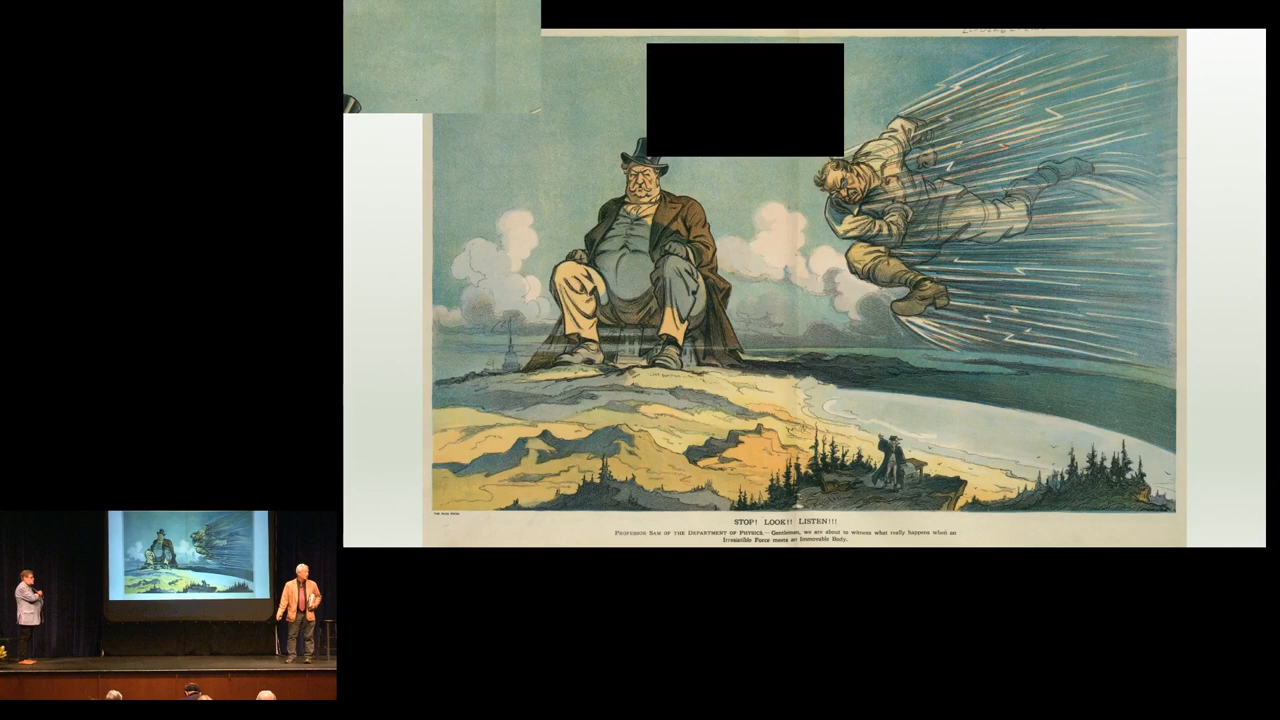 STOP! LOOK!! LISTEN!!!
PROFESSOR SAM OF THE DEPARTMENT OF PHYSICS.—Gentlemen, we are about to witness what really happens when an
Irresistible Force meets an Immovable Body.